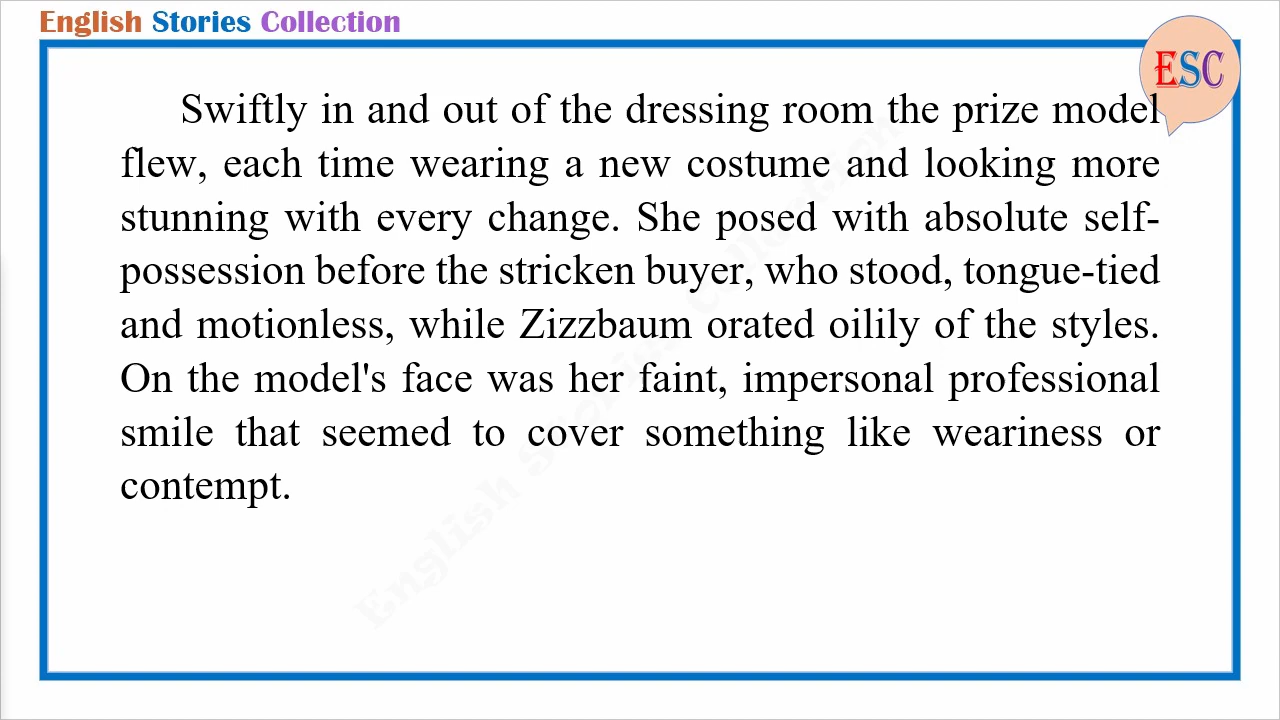 English Stories Collection
ESC
Swiftly in and out of the dressing room the prize model
flew, each time wearing a new costume and looking more
stunning with every change. She posed with absolute self-
possession before the stricken buyer, who stood, tongue-tied
and motionless, while Zizzbaum orated oilily of the styles.
On the model's face was her faint, impersonal professional
smile that seemed to cover something like weariness or
contempt.
English Stories